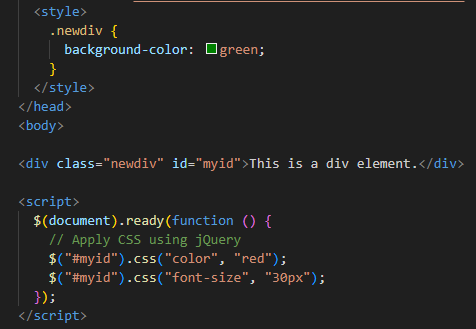 <style>
.newdiv {
background-color: green;
}
</style>
</head>
<body>
<div class="newdiv" id="myid">This is a div element.</div>
<script>
$(document).ready(function () {
// Apply CSS using jQuery
$("#myid").css("color", "red");
$("#myid").css("font-size", "30px");
});
</script>